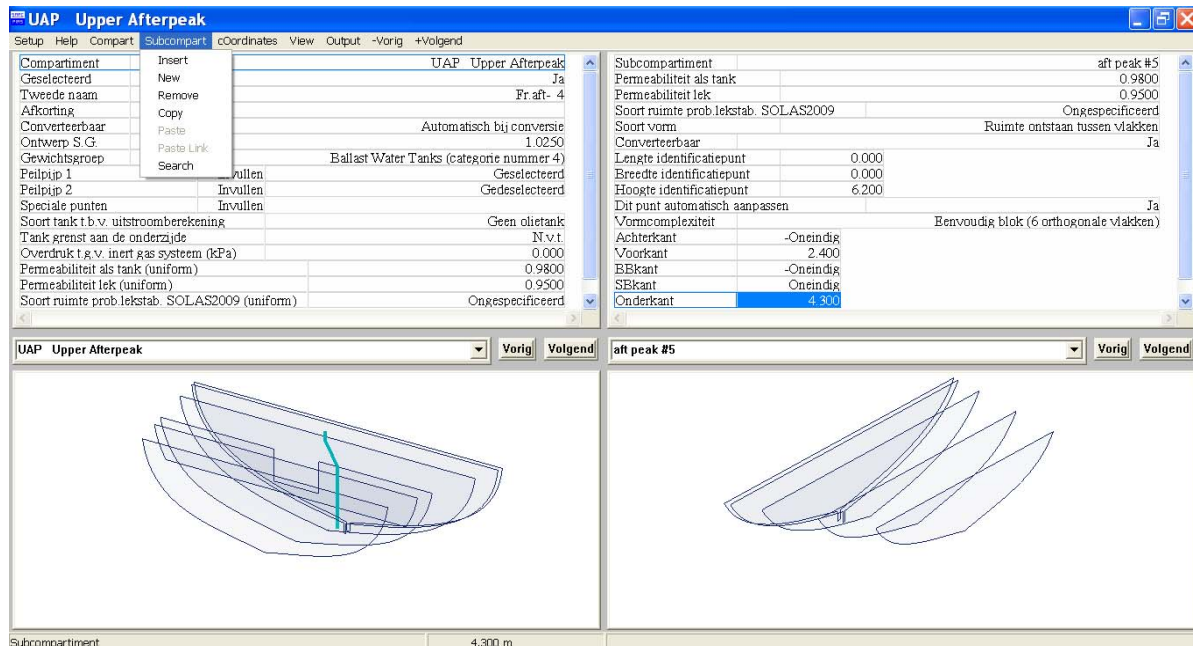 UAP Upper Afterpeak
Setup Help Compart Subcompart cOordinates View Output -Vorig +Volgend
Insert
New
Remove
Copy
Paste
Paste Link
Search
Compartiment UAP Upper Afterpeak
Geselecteerd Ja
Tweede naam Fr.aft- 4
Afkorting
Converteerbaar Automatisch bij conversie
Ontwerp S.G. 1.0250
Gewichtsgroep Ballast Water Tanks (categorie nummer 4)
Peilpijp 1 Invullen Geselecteerd
Peilpijp 2 Invullen Gedeselecteerd
Speciale punten Invullen
Soort tank t.b.v. uitstroomberekening Geen olietank
Tank grenst aan de onderzijde N.v.t.
Overdruk t.g.v. inert gas systeem (kPa) 0.000
Permeabiliteit als tank (uniform) 0.9800
Permeabiliteit lek (uniform) 0.9500
Soort ruimte prob.lekstab. SOLAS2009 (uniform) Ongespecificeerd
Subcompartiment aft peak #5
Permeabiliteit als tank 0.9800
Permeabiliteit lek 0.9500
Soort ruimte prob.lekstab. SOLAS2009 Ongespecificeerd
Soort vorm Ruimte ontstaan tussen vlakken
Converteerbaar Ja
Lengte identificatiepunt 0.000
Breedte identificatiepunt 0.000
Hoogte identificatiepunt 6.200
Dit punt automatisch aanpassen Ja
Vormcomplexiteit Eenvoudig blok (6 orthogonale vlakken)
Achterkant -Oneindig
Voorkant 2.400
BBkant -Oneindig
SBkant Oneindig
Onderkant 4.300
UAP Upper Afterpeak Vorig Volgend
aft peak #5 Vorig Volgend
Subcompartiment 4.300 m